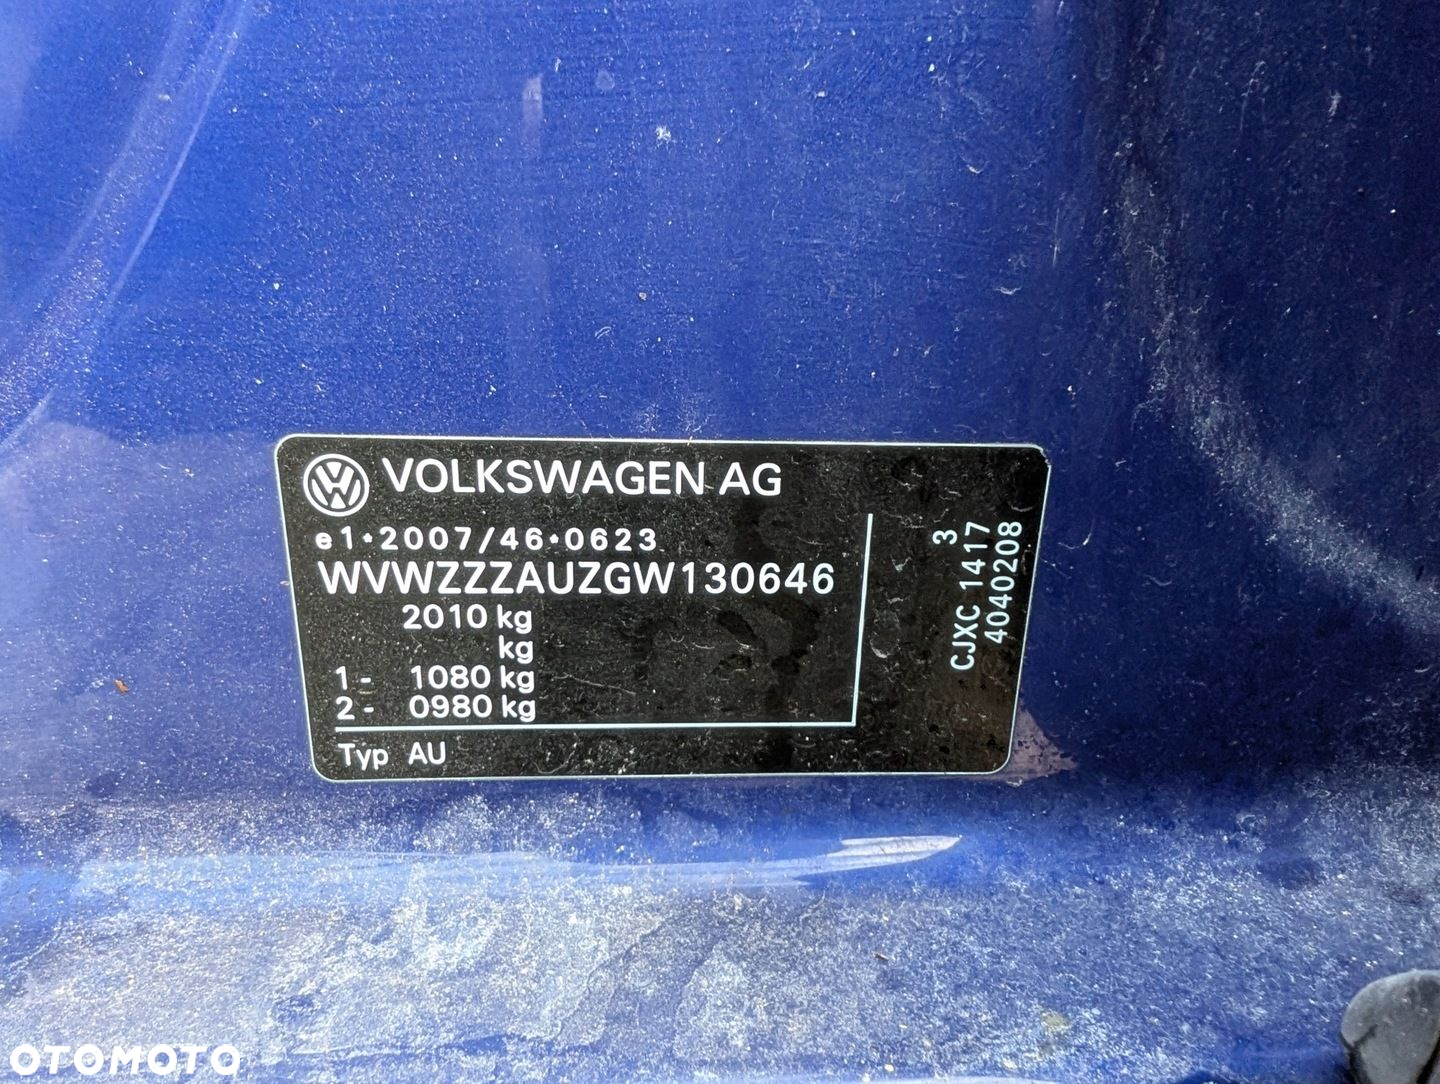 VOLKSWAGEN AG
e1*2007/46*0623
WVWZZZAUZGW130646
2010 kg
kg
1- 1080 kg
2- 0980 kg
Typ AU
3
CJXC 1417
4040208
OTOMOTO